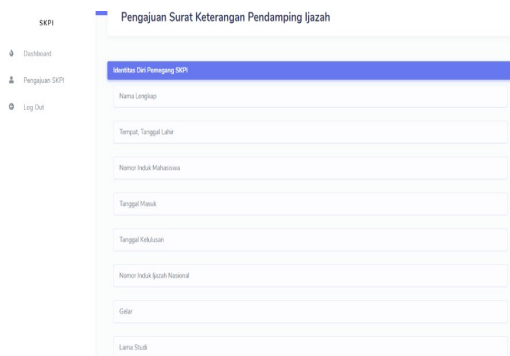 SKPI
Dashboard
Pengajuan SKPI
Log Out
Pengajuan Surat Keterangan Pendamping Ijazah
Identitas Diri Pemegang SKPI
Nama Lengkap
Tempat, Tanggal Lahir
Nomor Induk Mahasiswa
Tanggal Masuk
Tanggal Kelulusan
Nomor Induk Ijazah Nasional
Gelar
Lama Studi